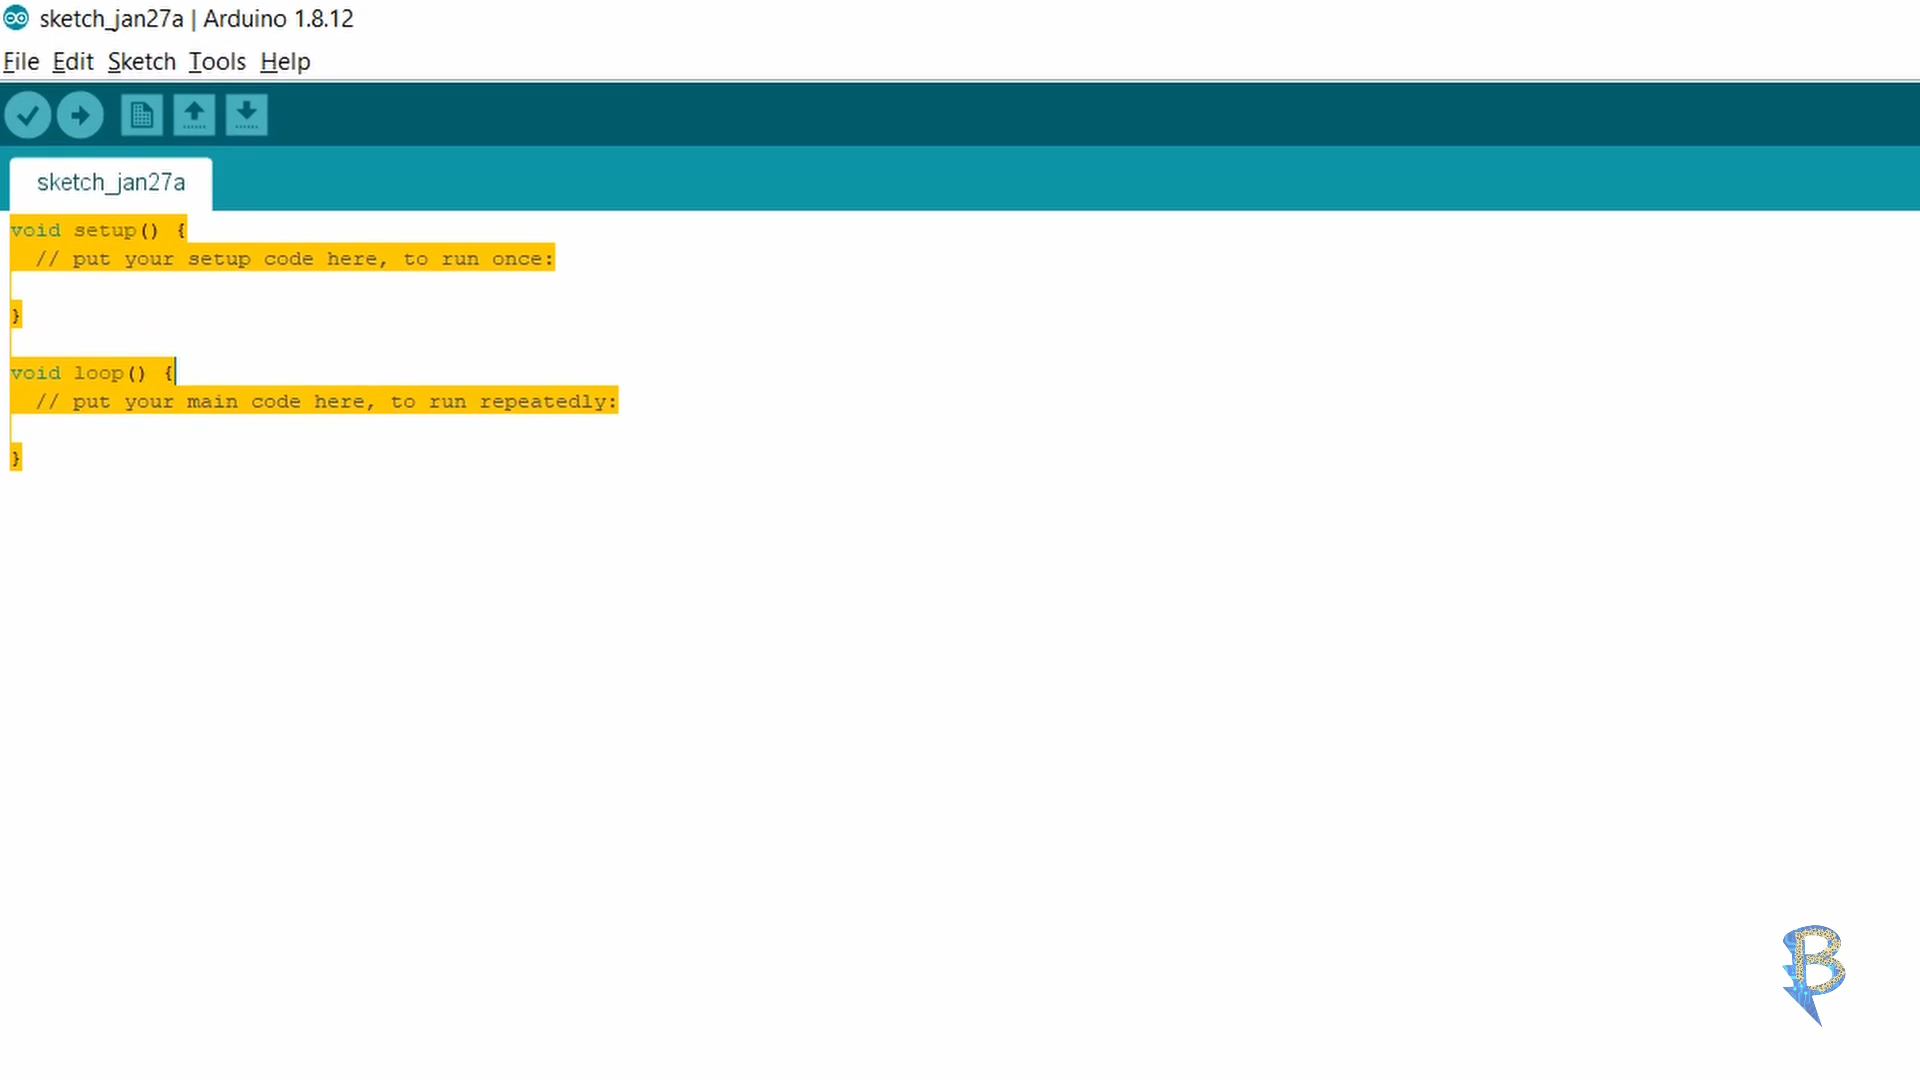 sketch_jan27a | Arduino 1.8.12
File Edit Sketch Tools Help
sketch_jan27a
void setup() {
  // put your setup code here, to run once:
}
void loop() {
  // put your main code here, to run repeatedly:
}
B